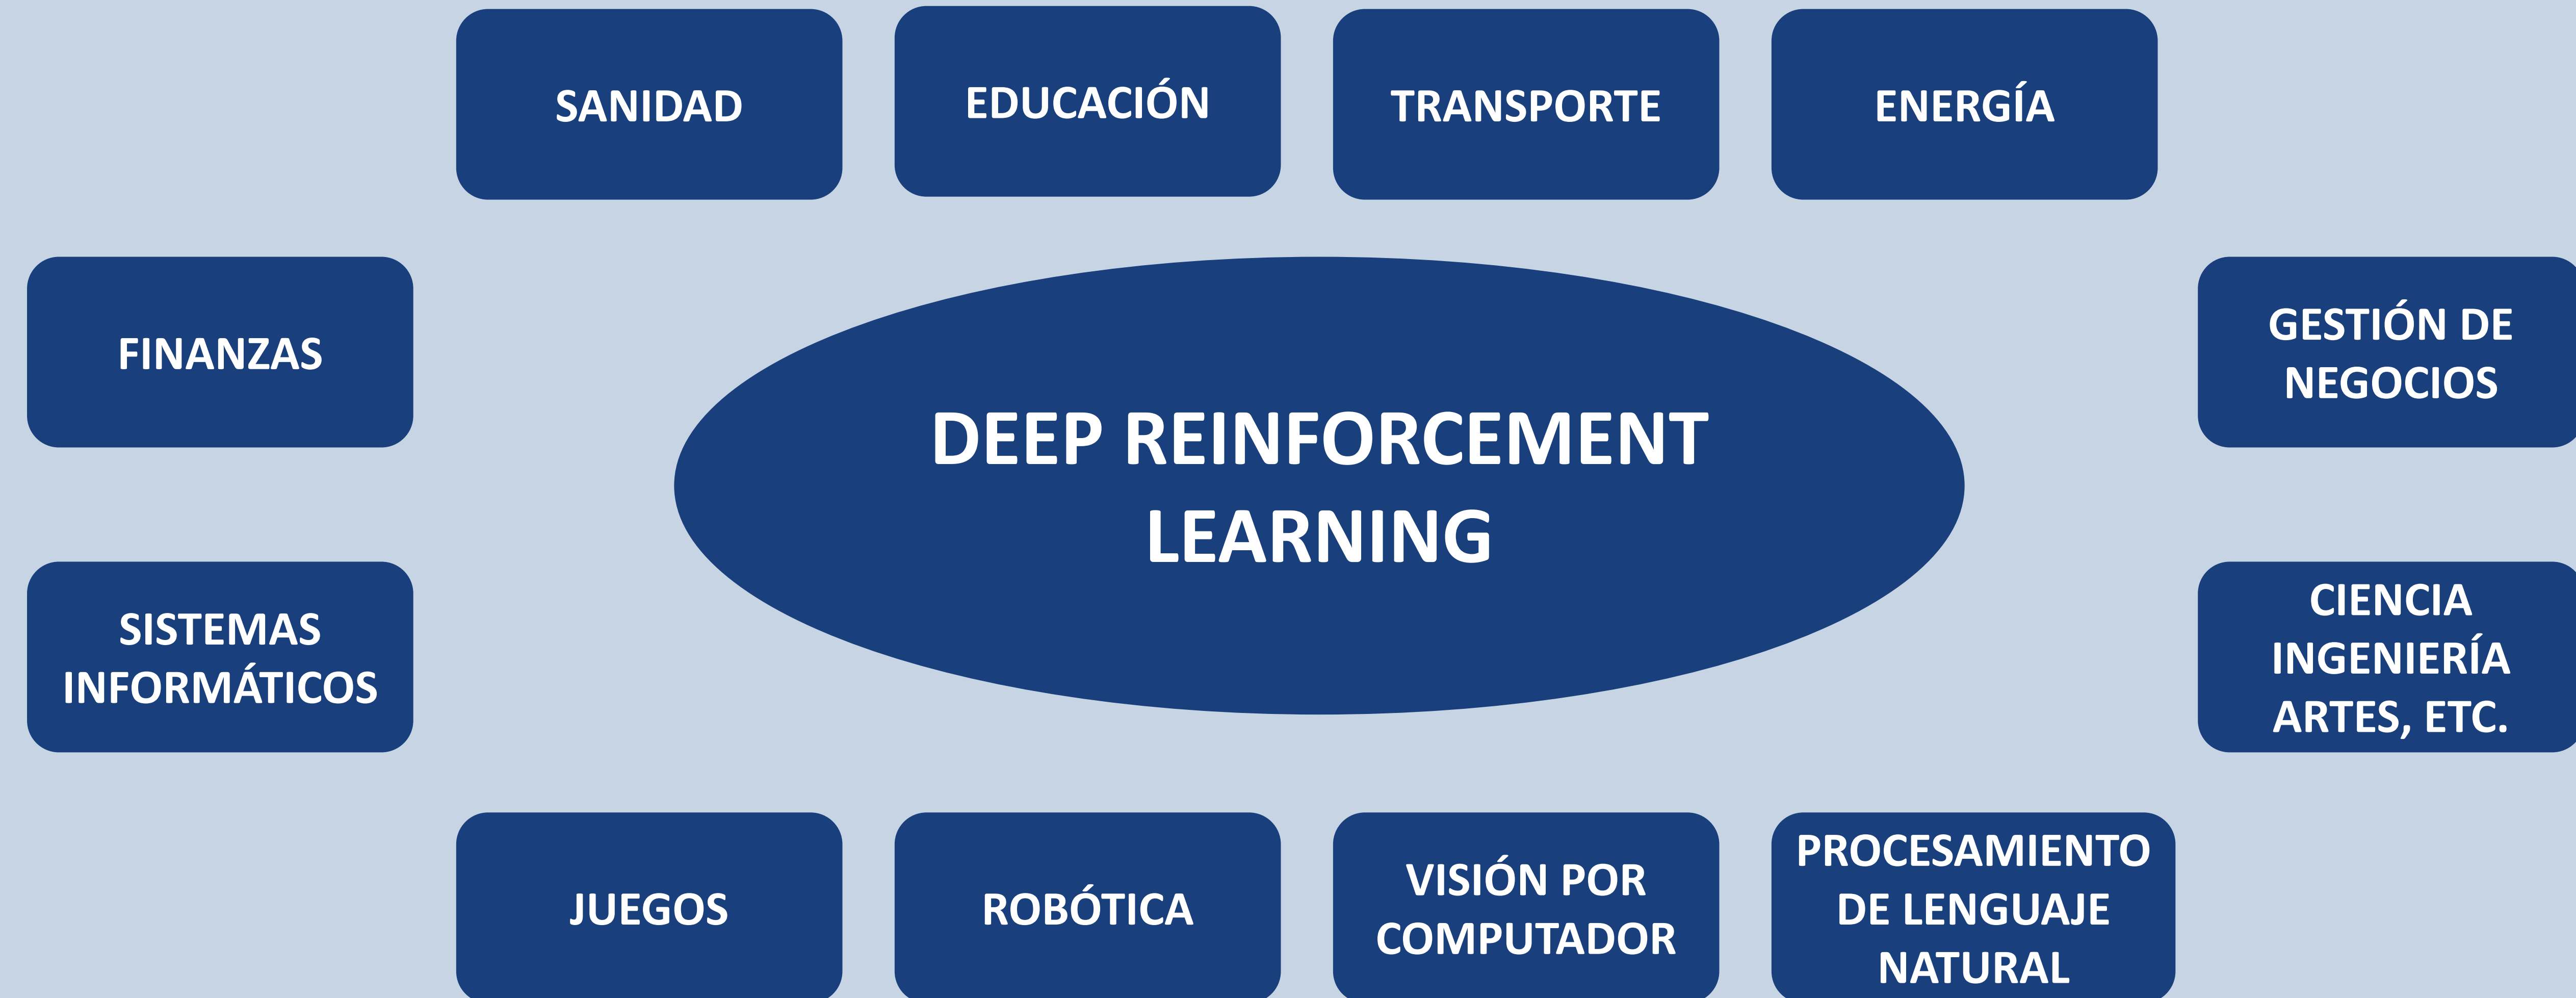 SANIDAD
EDUCACIÓN
TRANSPORTE
ENERGÍA
FINANZAS
DEEP REINFORCEMENT
LEARNING
GESTIÓN DE
NEGOCIOS
SISTEMAS
INFORMÁTICOS
CIENCIA
INGENIERÍA
ARTES, ETC.
JUEGOS
ROBÓTICA
VISIÓN POR
COMPUTADOR
PROCESAMIENTO
DE LENGUAJE
NATURAL